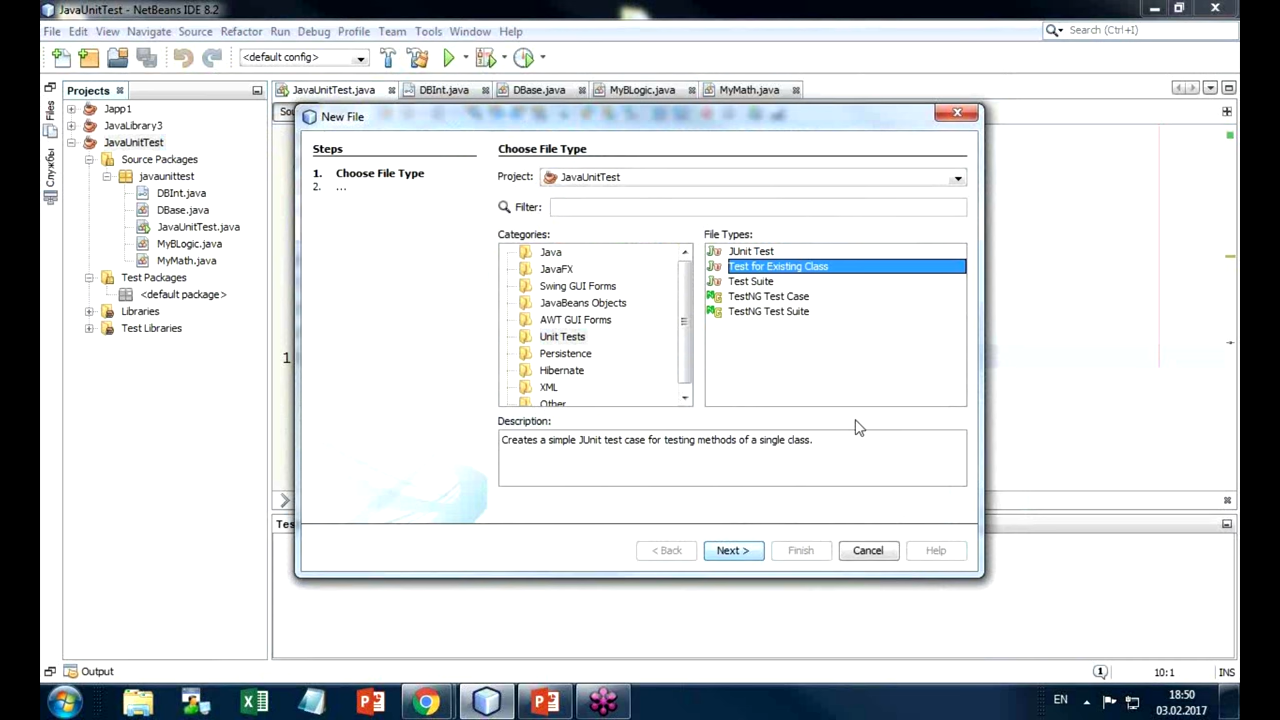 JavaUnitTest - NetBeans IDE 8.2
File Edit View Navigate Source Refactor Run Debug Profile Team Tools Window Help
Search (Ctrl+I)
<default config>
Projects
JavaUnitTest.java DBInt.java DBase.java MyBLogic.java MyMath.java
Файлы
Службы
Japp1
JavaLibrary3
JavaUnitTest
Source Packages
javaunittest
DBInt.java
DBase.java
JavaUnitTest.java
MyBLogic.java
MyMath.java
Test Packages
<default package>
Libraries
Test Libraries
New File
Steps
1. Choose File Type
2. ...
Choose File Type
Project: JavaUnitTest
Filter:
Categories:
Java
JavaFX
Swing GUI Forms
JavaBeans Objects
AWT GUI Forms
Unit Tests
Persistence
Hibernate
XML
Other
File Types:
JUnit Test
Test for Existing Class
Test Suite
TestNG Test Case
TestNG Test Suite
Description:
Creates a simple JUnit test case for testing methods of a single class.
< Back Next > Finish Cancel Help
Output
10:1 INS
EN
18:50
03.02.2017